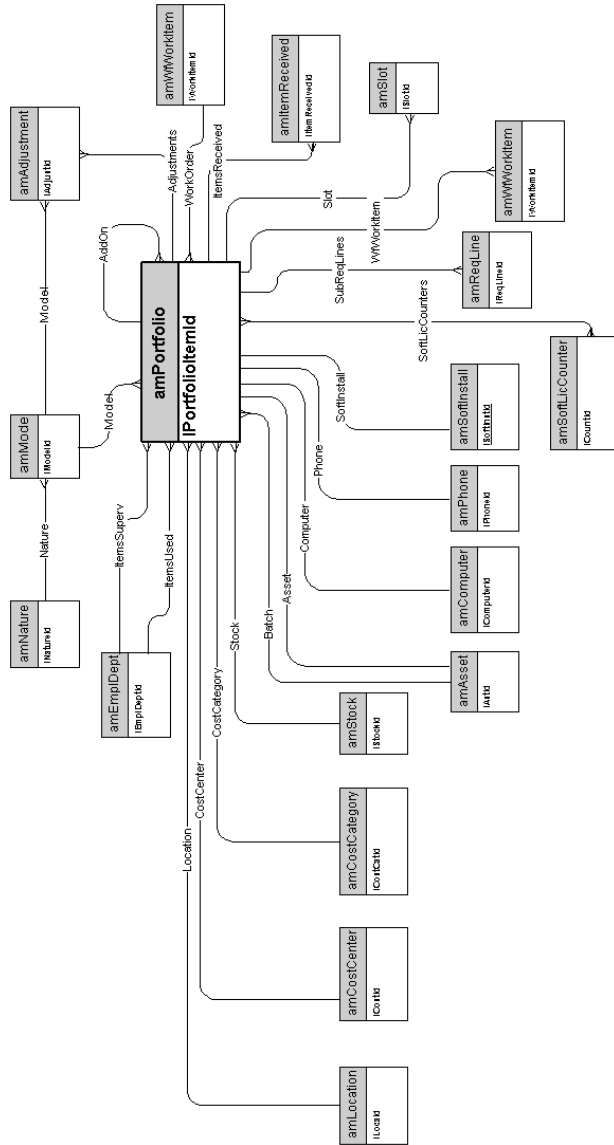 amNature
lNatureId
Nature
amMode
lModelId
Model
amAdjustment
lAdjustId
Model
AddOn
amEmplDept
lEmplDeptId
ItemsSuperv
ItemsUsed
amPortfolio
lPortfolioItemId
Adjustments
WorkOrder
ItemsReceived
amWfWorkItem
lWorkItemId
amItemReceived
lItemReceivedId
Location
CostCenter
CostCategory
Stock
Batch
Asset
Computer
Phone
SoftInstall
SoftLicCounters
SubReqLines
WfWorkItem
Slot
amLocation
lLocaId
amCostCenter
lCostId
amCostCategory
lCostCatId
amStock
lStockId
amAsset
lAstId
amComputer
lComputerId
amPhone
lPhoneId
amSoftInstall
lSoftInstId
amSoftLicCounter
lCountId
amReqLine
lReqLineId
amWfWorkItem
lWorkItemId
amSlot
lSlotId